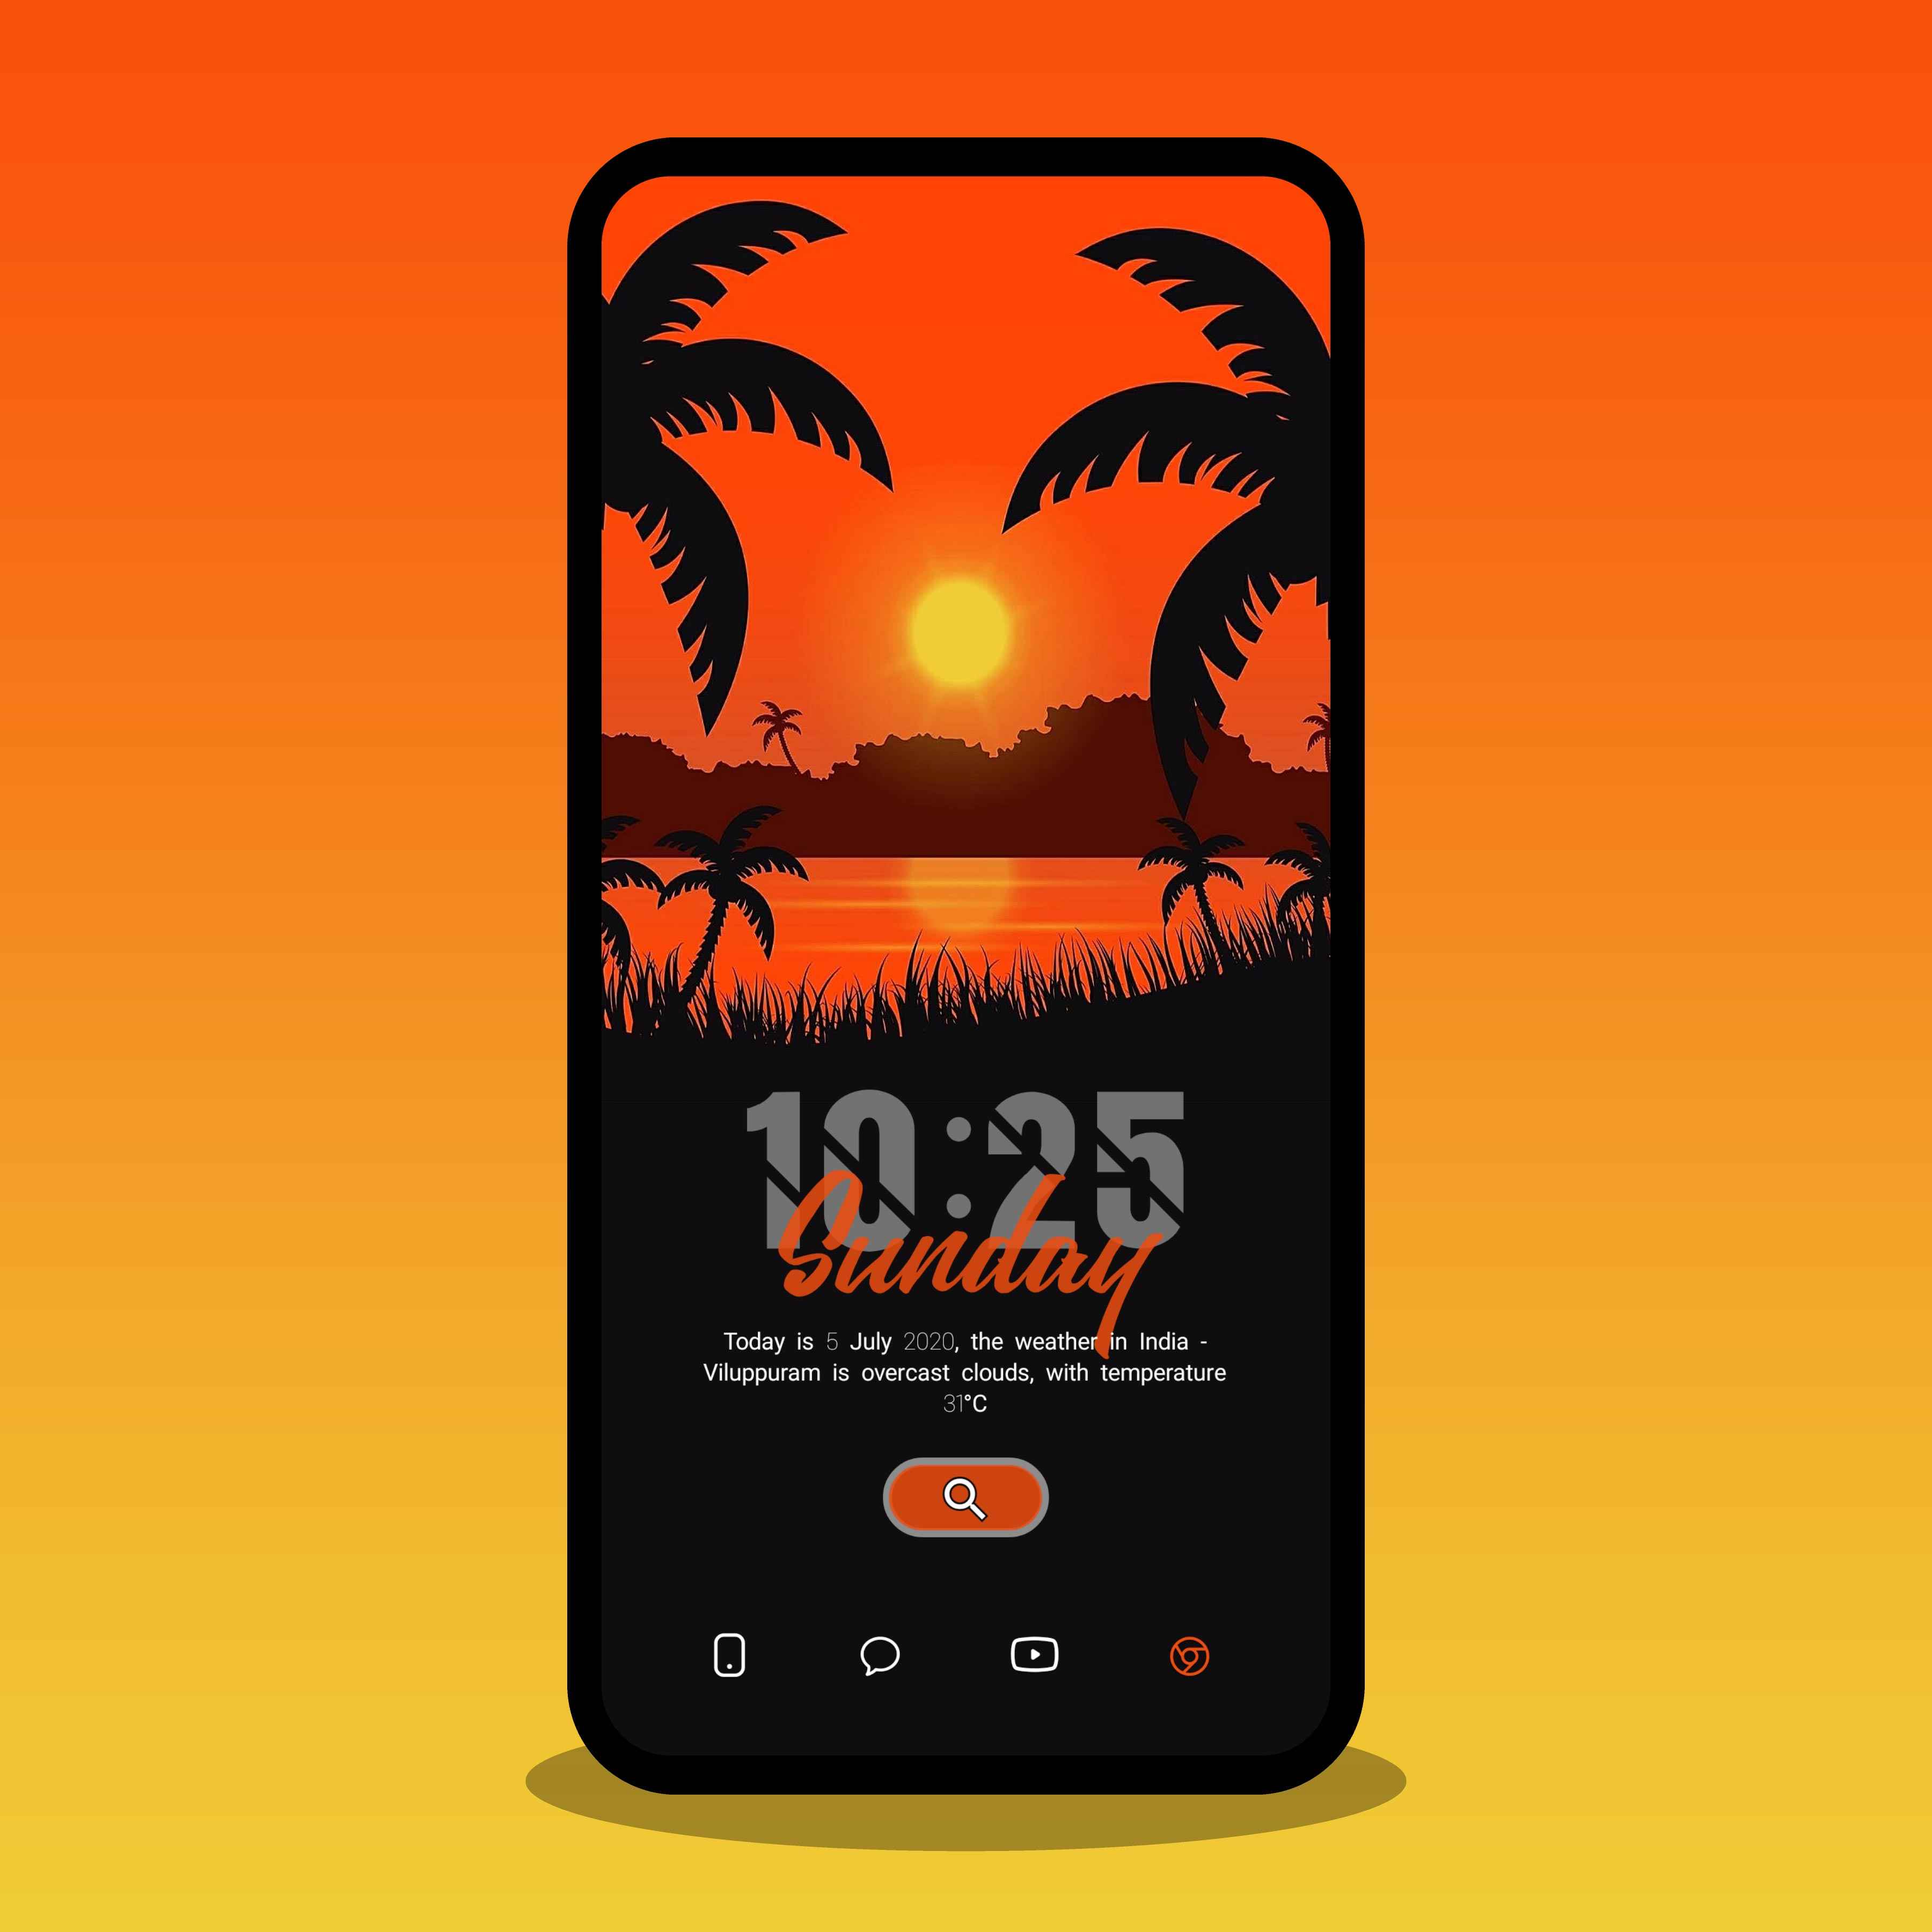 10:25
Sunday
Today is 5 July 2020, the weather in India -
Viluppuram is overcast clouds, with temperature
31°C